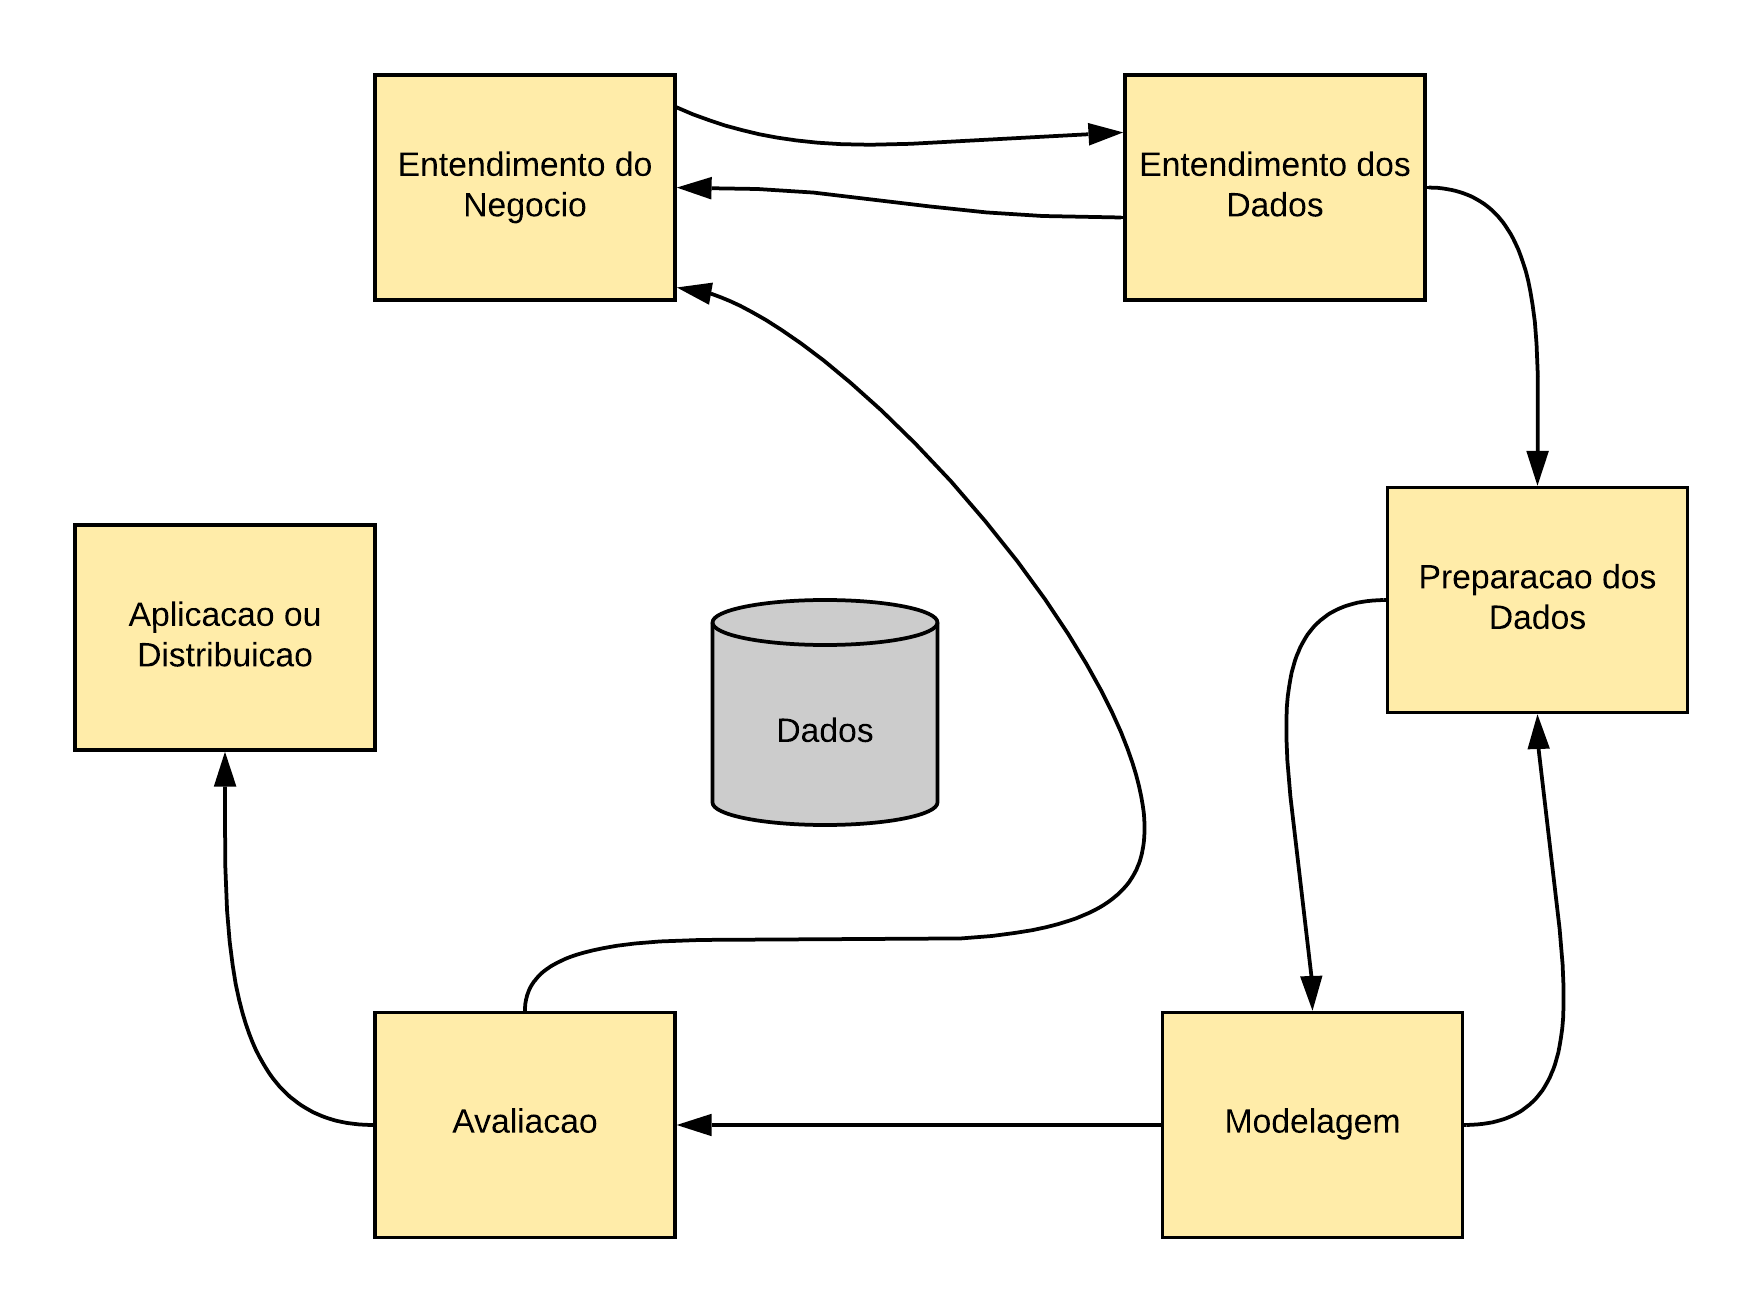 Entendimento do
Negocio
Entendimento dos
Dados
Preparacao dos
Dados
Aplicacao ou
Distribuicao
Dados
Avaliacao
Modelagem